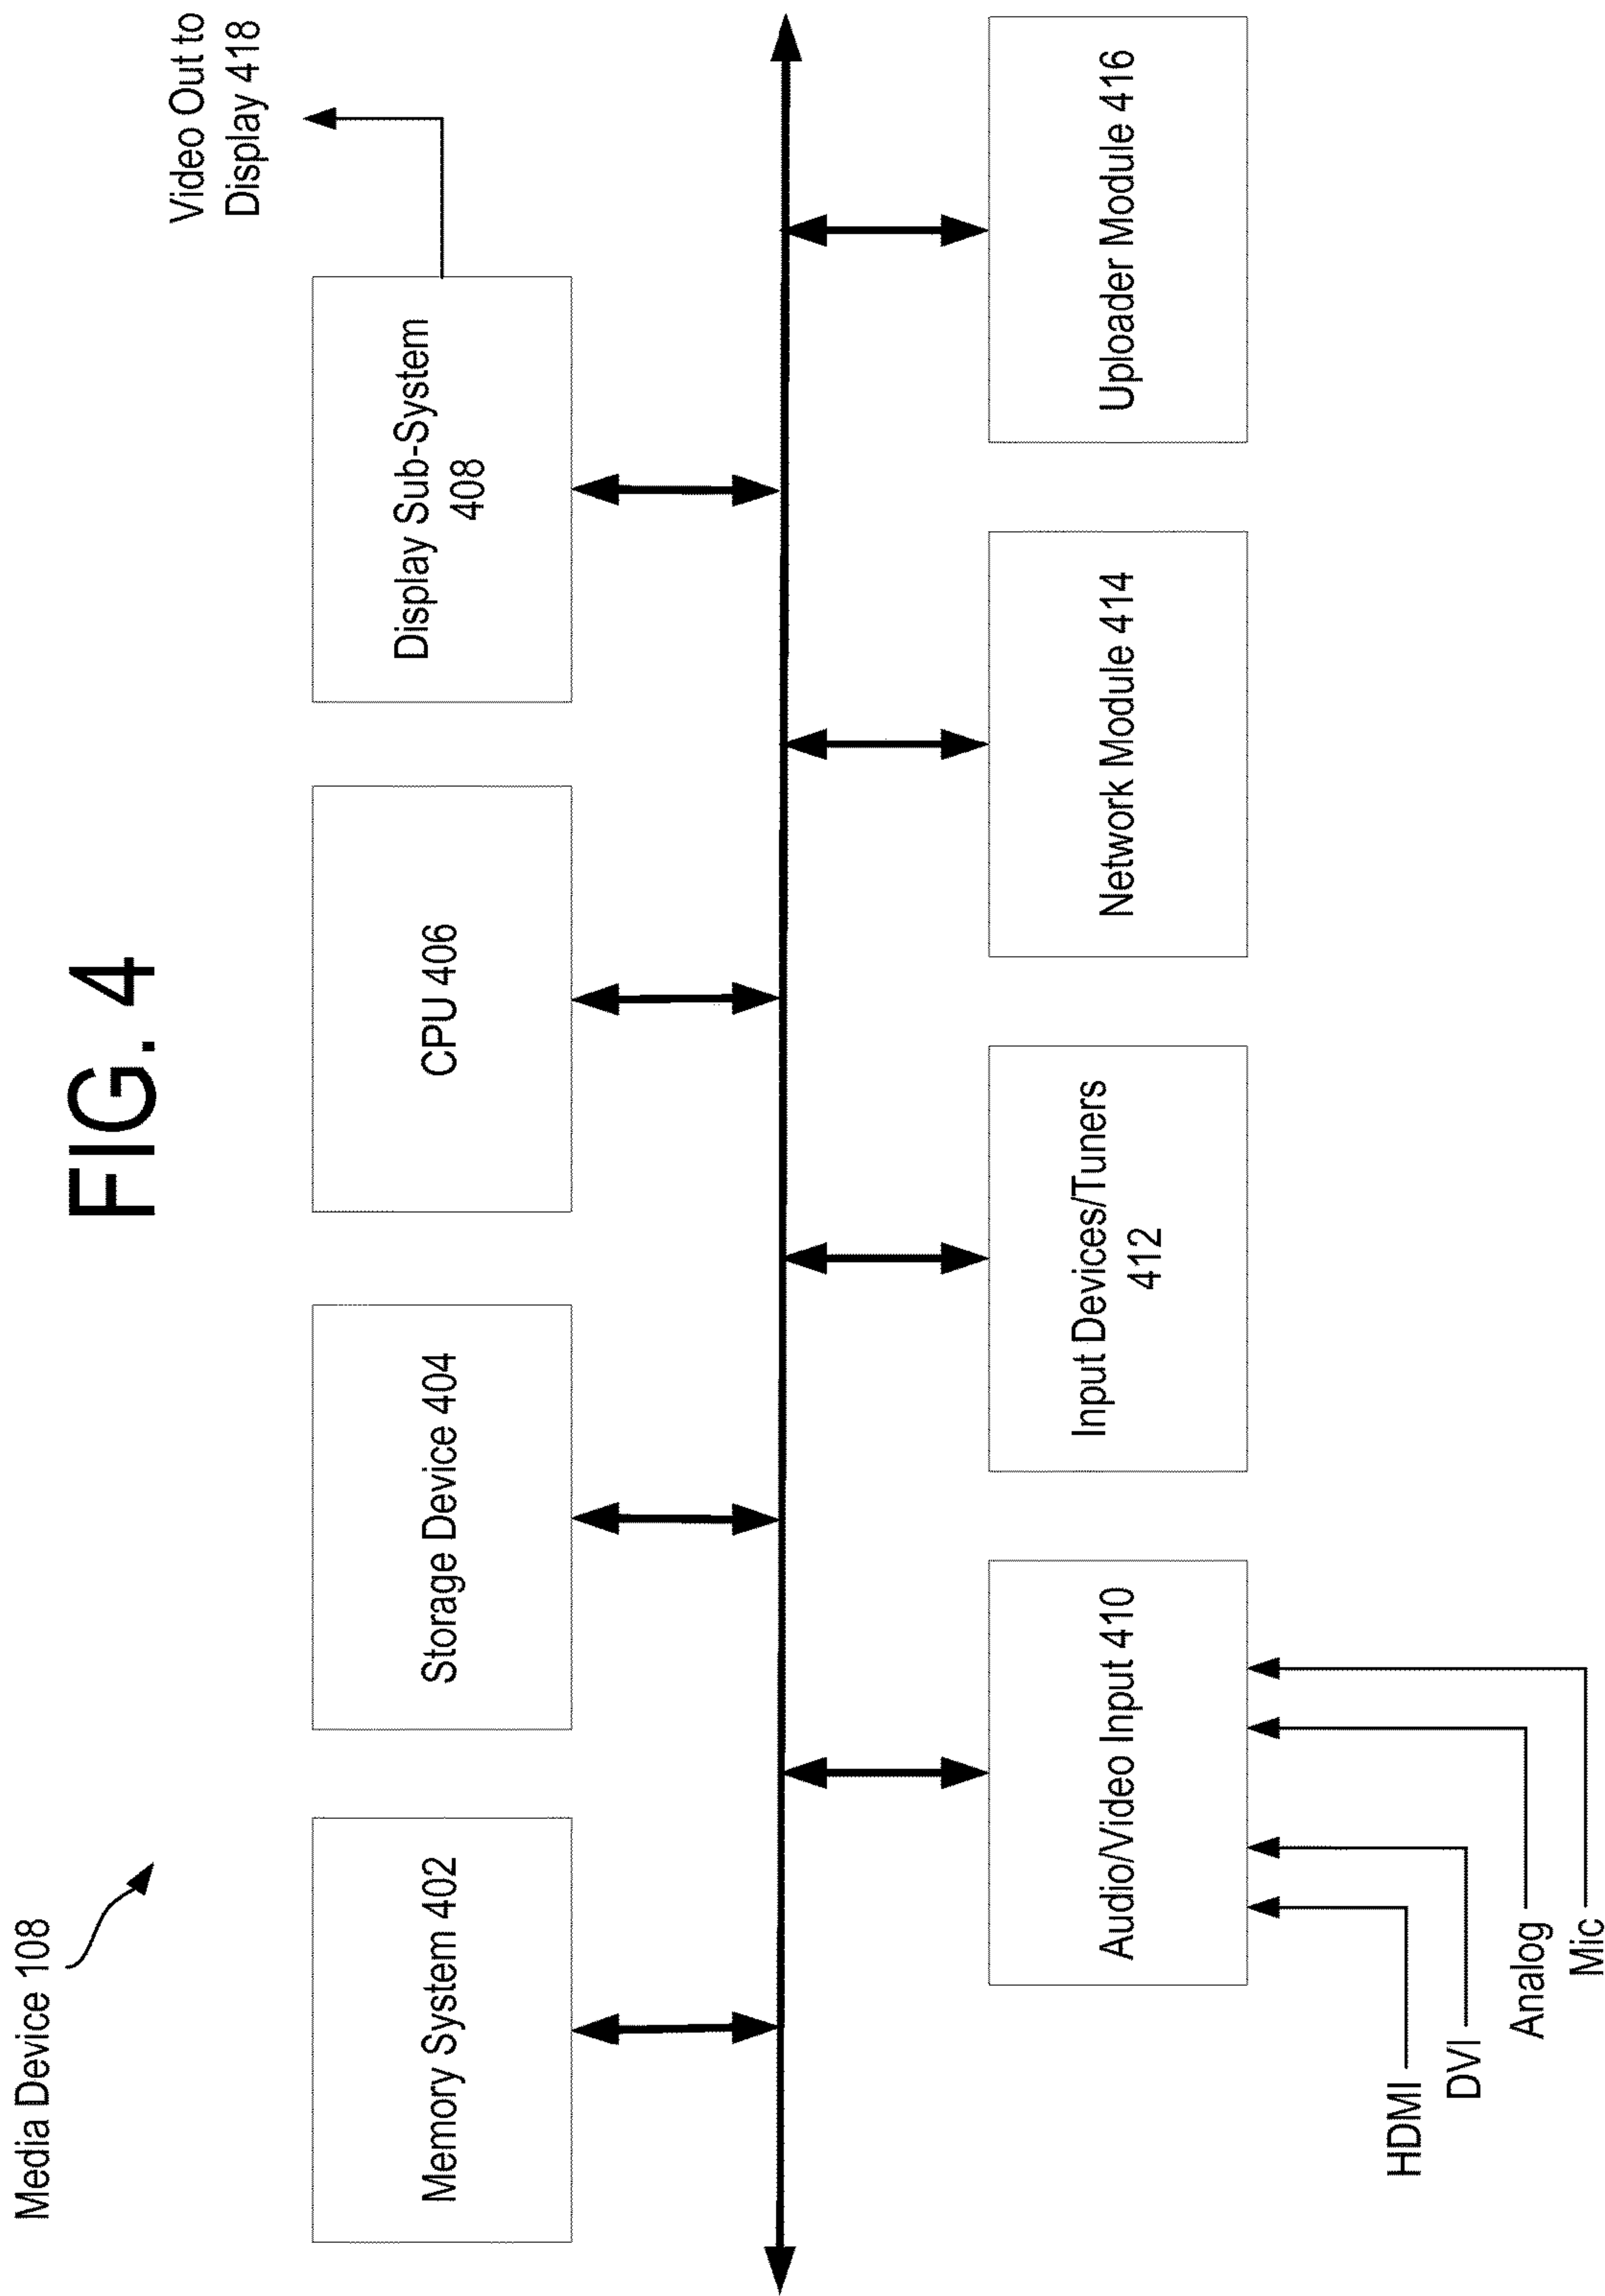 FIG. 4
Media Device 108
Video Out to
Display 418
Memory System 402
Storage Device 404
CPU 406
Display Sub-System
408
Audio/Video Input 410
Input Devices/Tuners
412
Network Module 414
Uploader Module 416
HDMI
DVI
Analog
Mic